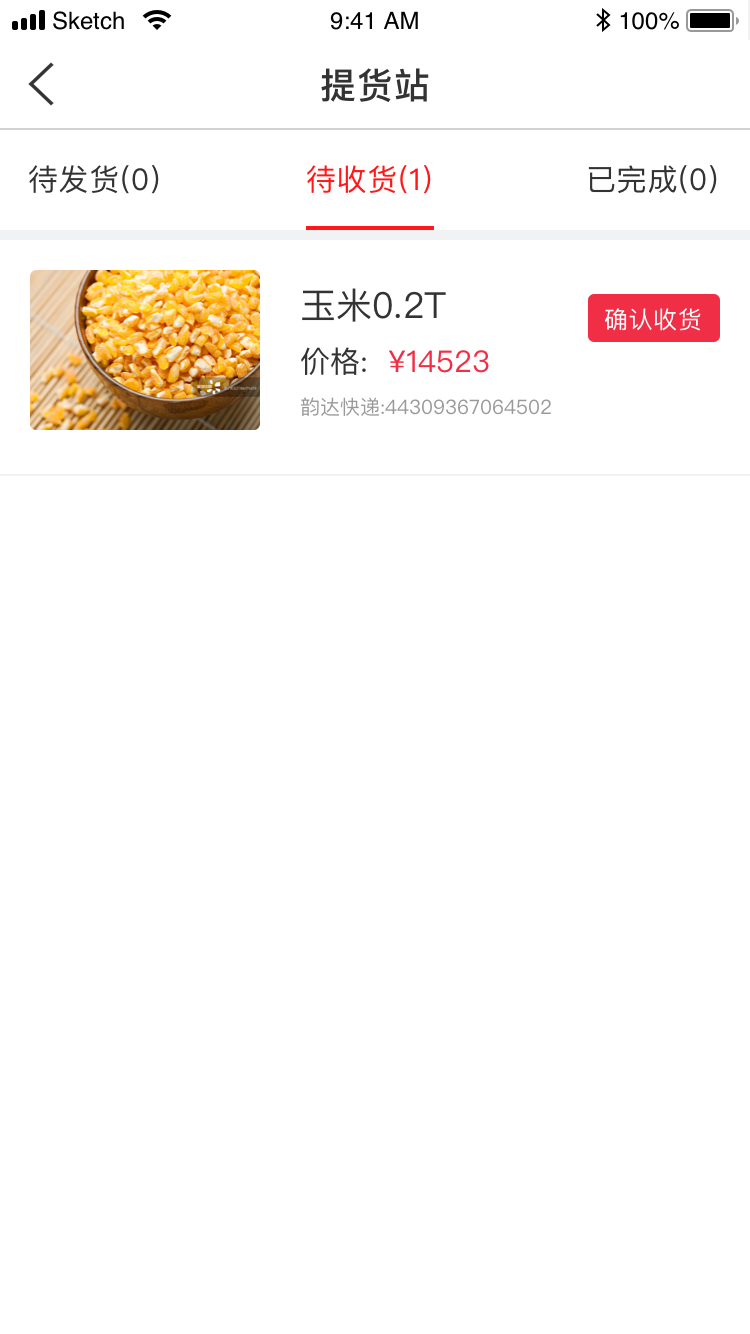 Sketch 9:41 AM 100%
提货站
待发货(0) 待收货(1) 已完成(0)
玉米0.2T
确认收货
价格: ¥14523
韵达快递:44309367064502